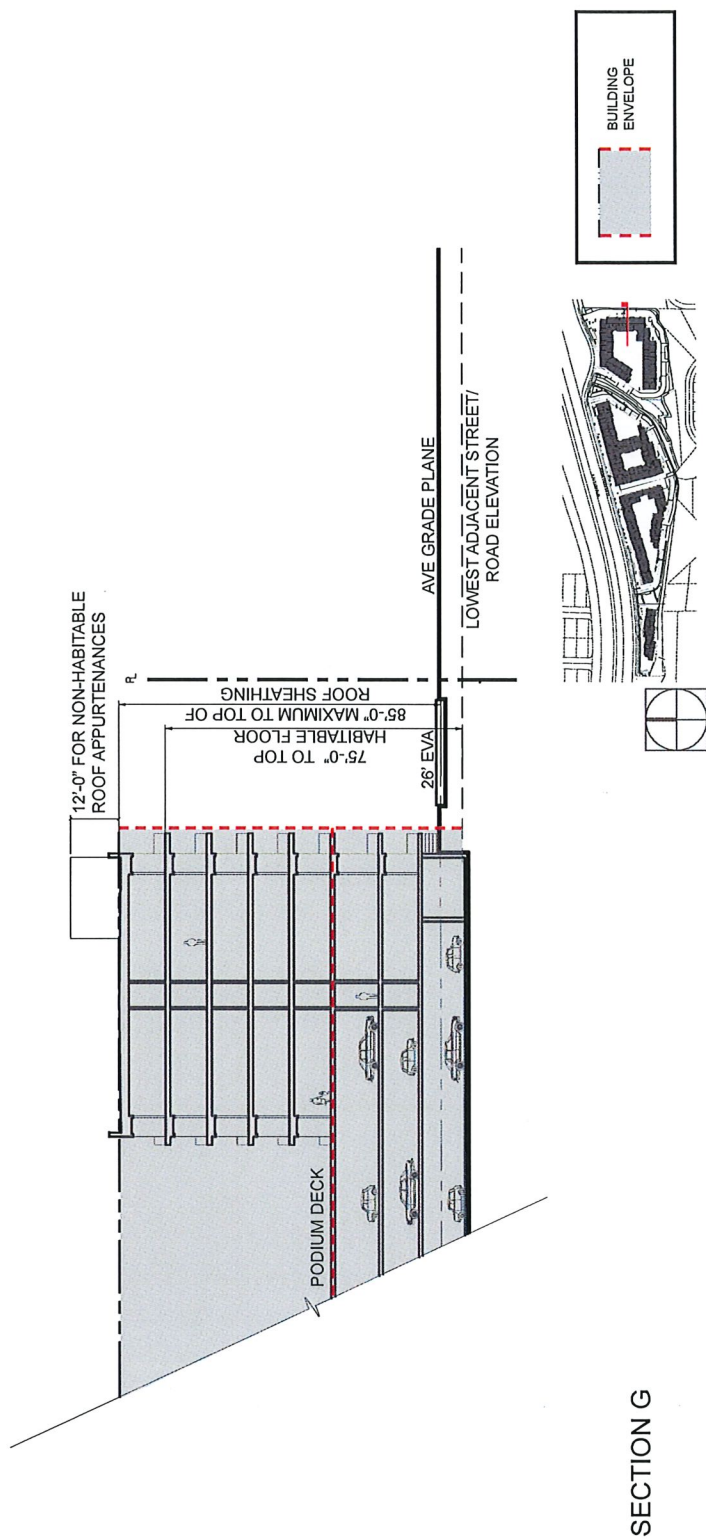 12'-0" FOR NON-HABITABLE
ROOF APPURTENANCES
PL
85'-0" MAXIMUM TO TOP OF
ROOF SHEATHING
75'-0" TO TOP
HABITABLE FLOOR
26' EVA
AVE GRADE PLANE
LOWEST ADJACENT STREET/
ROAD ELEVATION
PODIUM DECK
BUILDING
ENVELOPE
SECTION G